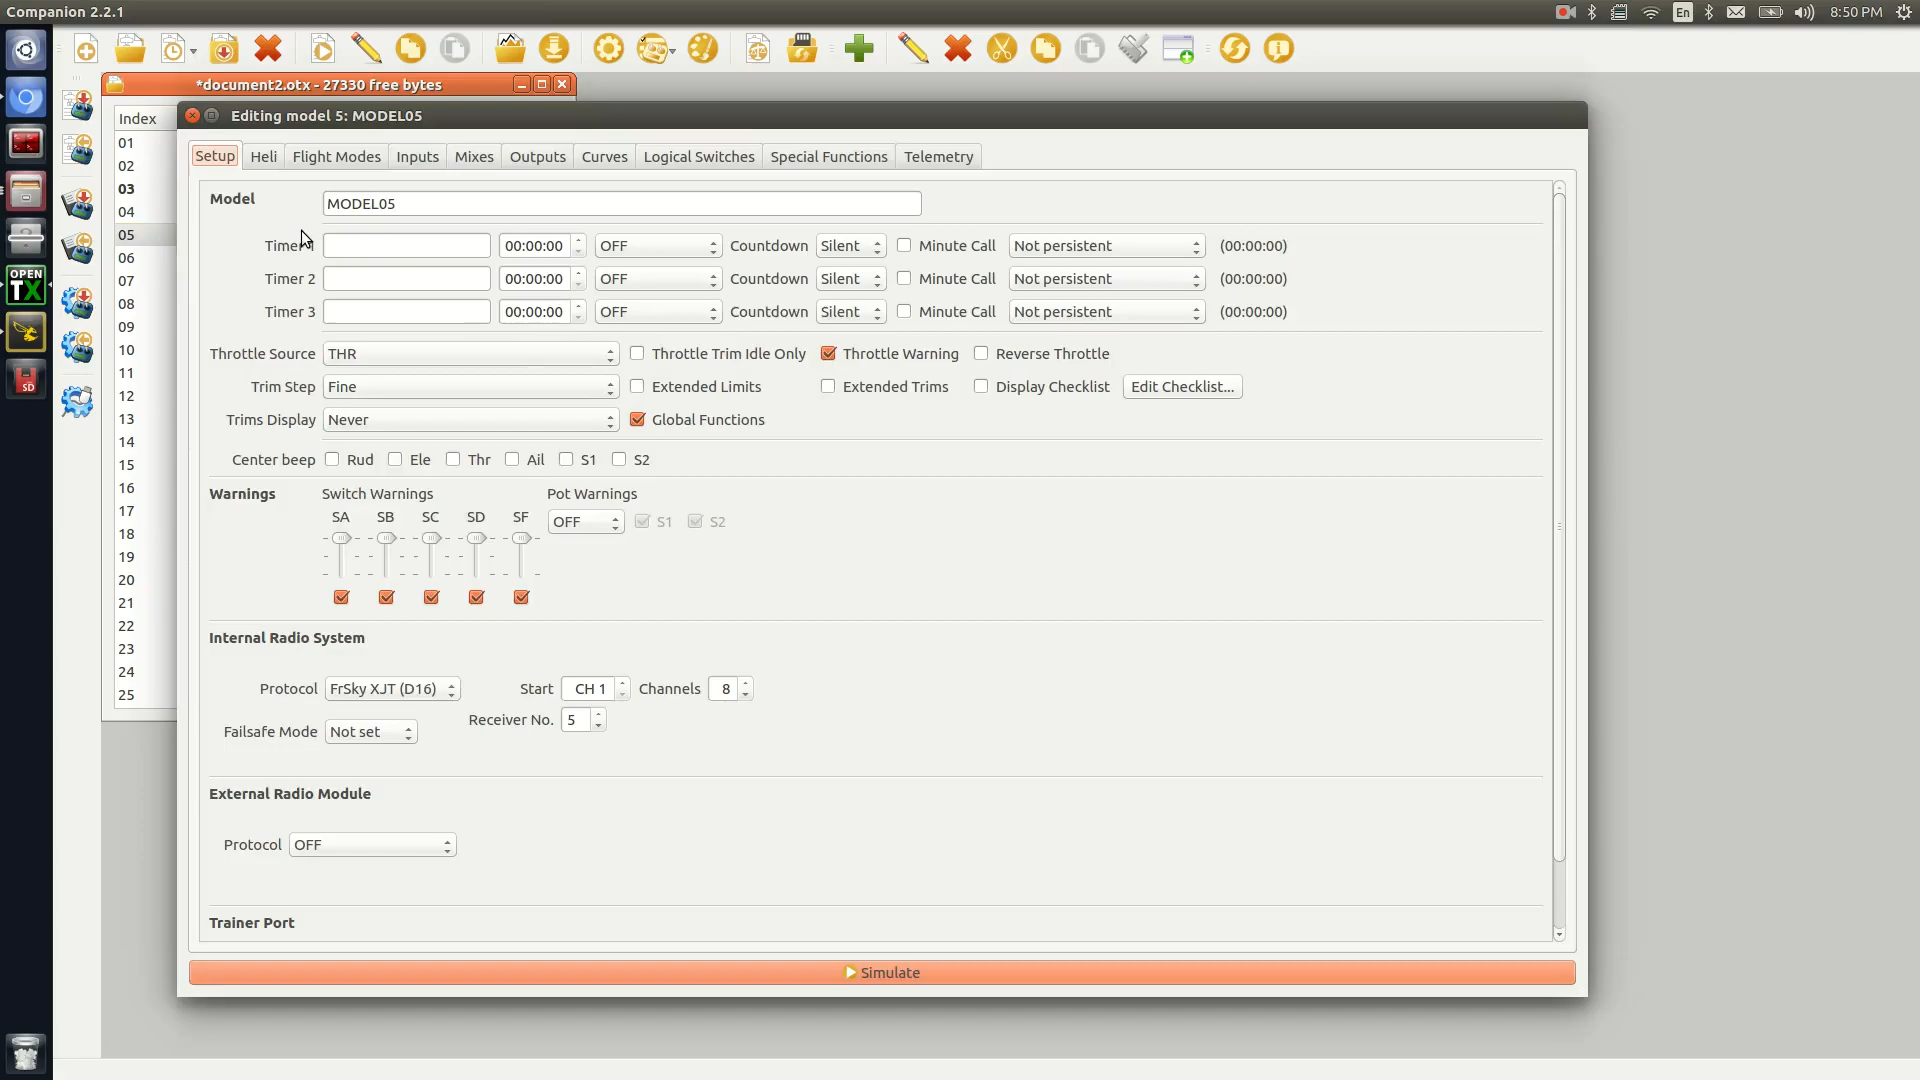 Companion 2.2.1
En
8:50 PM
*document2.otx - 27330 free bytes
Index
01
02
03
04
05
06
07
08
09
10
11
12
13
14
15
16
17
18
19
20
21
22
23
24
25
OPEN
TX
SD
Editing model 5: MODEL05
Setup Heli Flight Modes Inputs Mixes Outputs Curves Logical Switches Special Functions Telemetry
Model MODEL05
Timer 1 00:00:00 OFF Countdown Silent Minute Call Not persistent (00:00:00)
Timer 2 00:00:00 OFF Countdown Silent Minute Call Not persistent (00:00:00)
Timer 3 00:00:00 OFF Countdown Silent Minute Call Not persistent (00:00:00)
Throttle Source THR Throttle Trim Idle Only Throttle Warning Reverse Throttle
Trim Step Fine Extended Limits Extended Trims Display Checklist Edit Checklist...
Trims Display Never Global Functions
Center beep Rud Ele Thr Ail S1 S2
Warnings Switch Warnings Pot Warnings
SA SB SC SD SF OFF S1 S2
Internal Radio System
Protocol FrSky XJT (D16) Start CH 1 Channels 8
Receiver No. 5
Failsafe Mode Not set
External Radio Module
Protocol OFF
Trainer Port
Simulate